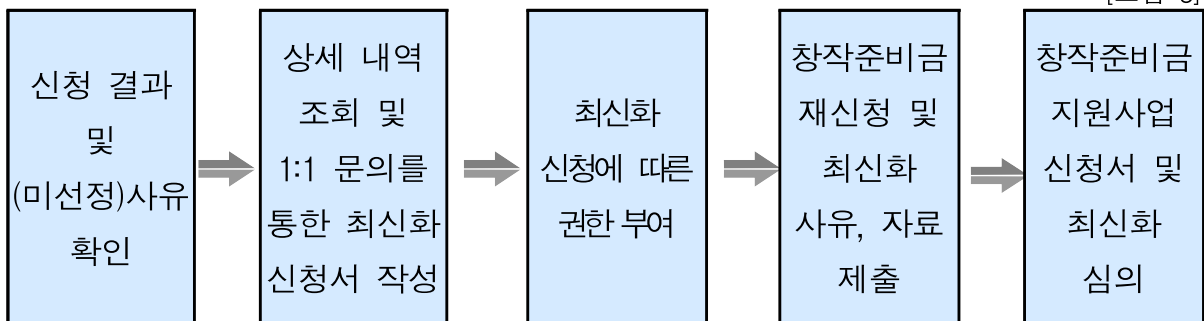 신청 결과
및
(미선정)사유
확인
상세 내역
조회 및
1:1 문의를
통한 최신화
신청서 작성
최신화
신청에 따른
권한 부여
창작준비금
재신청 및
최신화
사유, 자료
제출
창작준비금
지원사업
신청서 및
최신화
심의